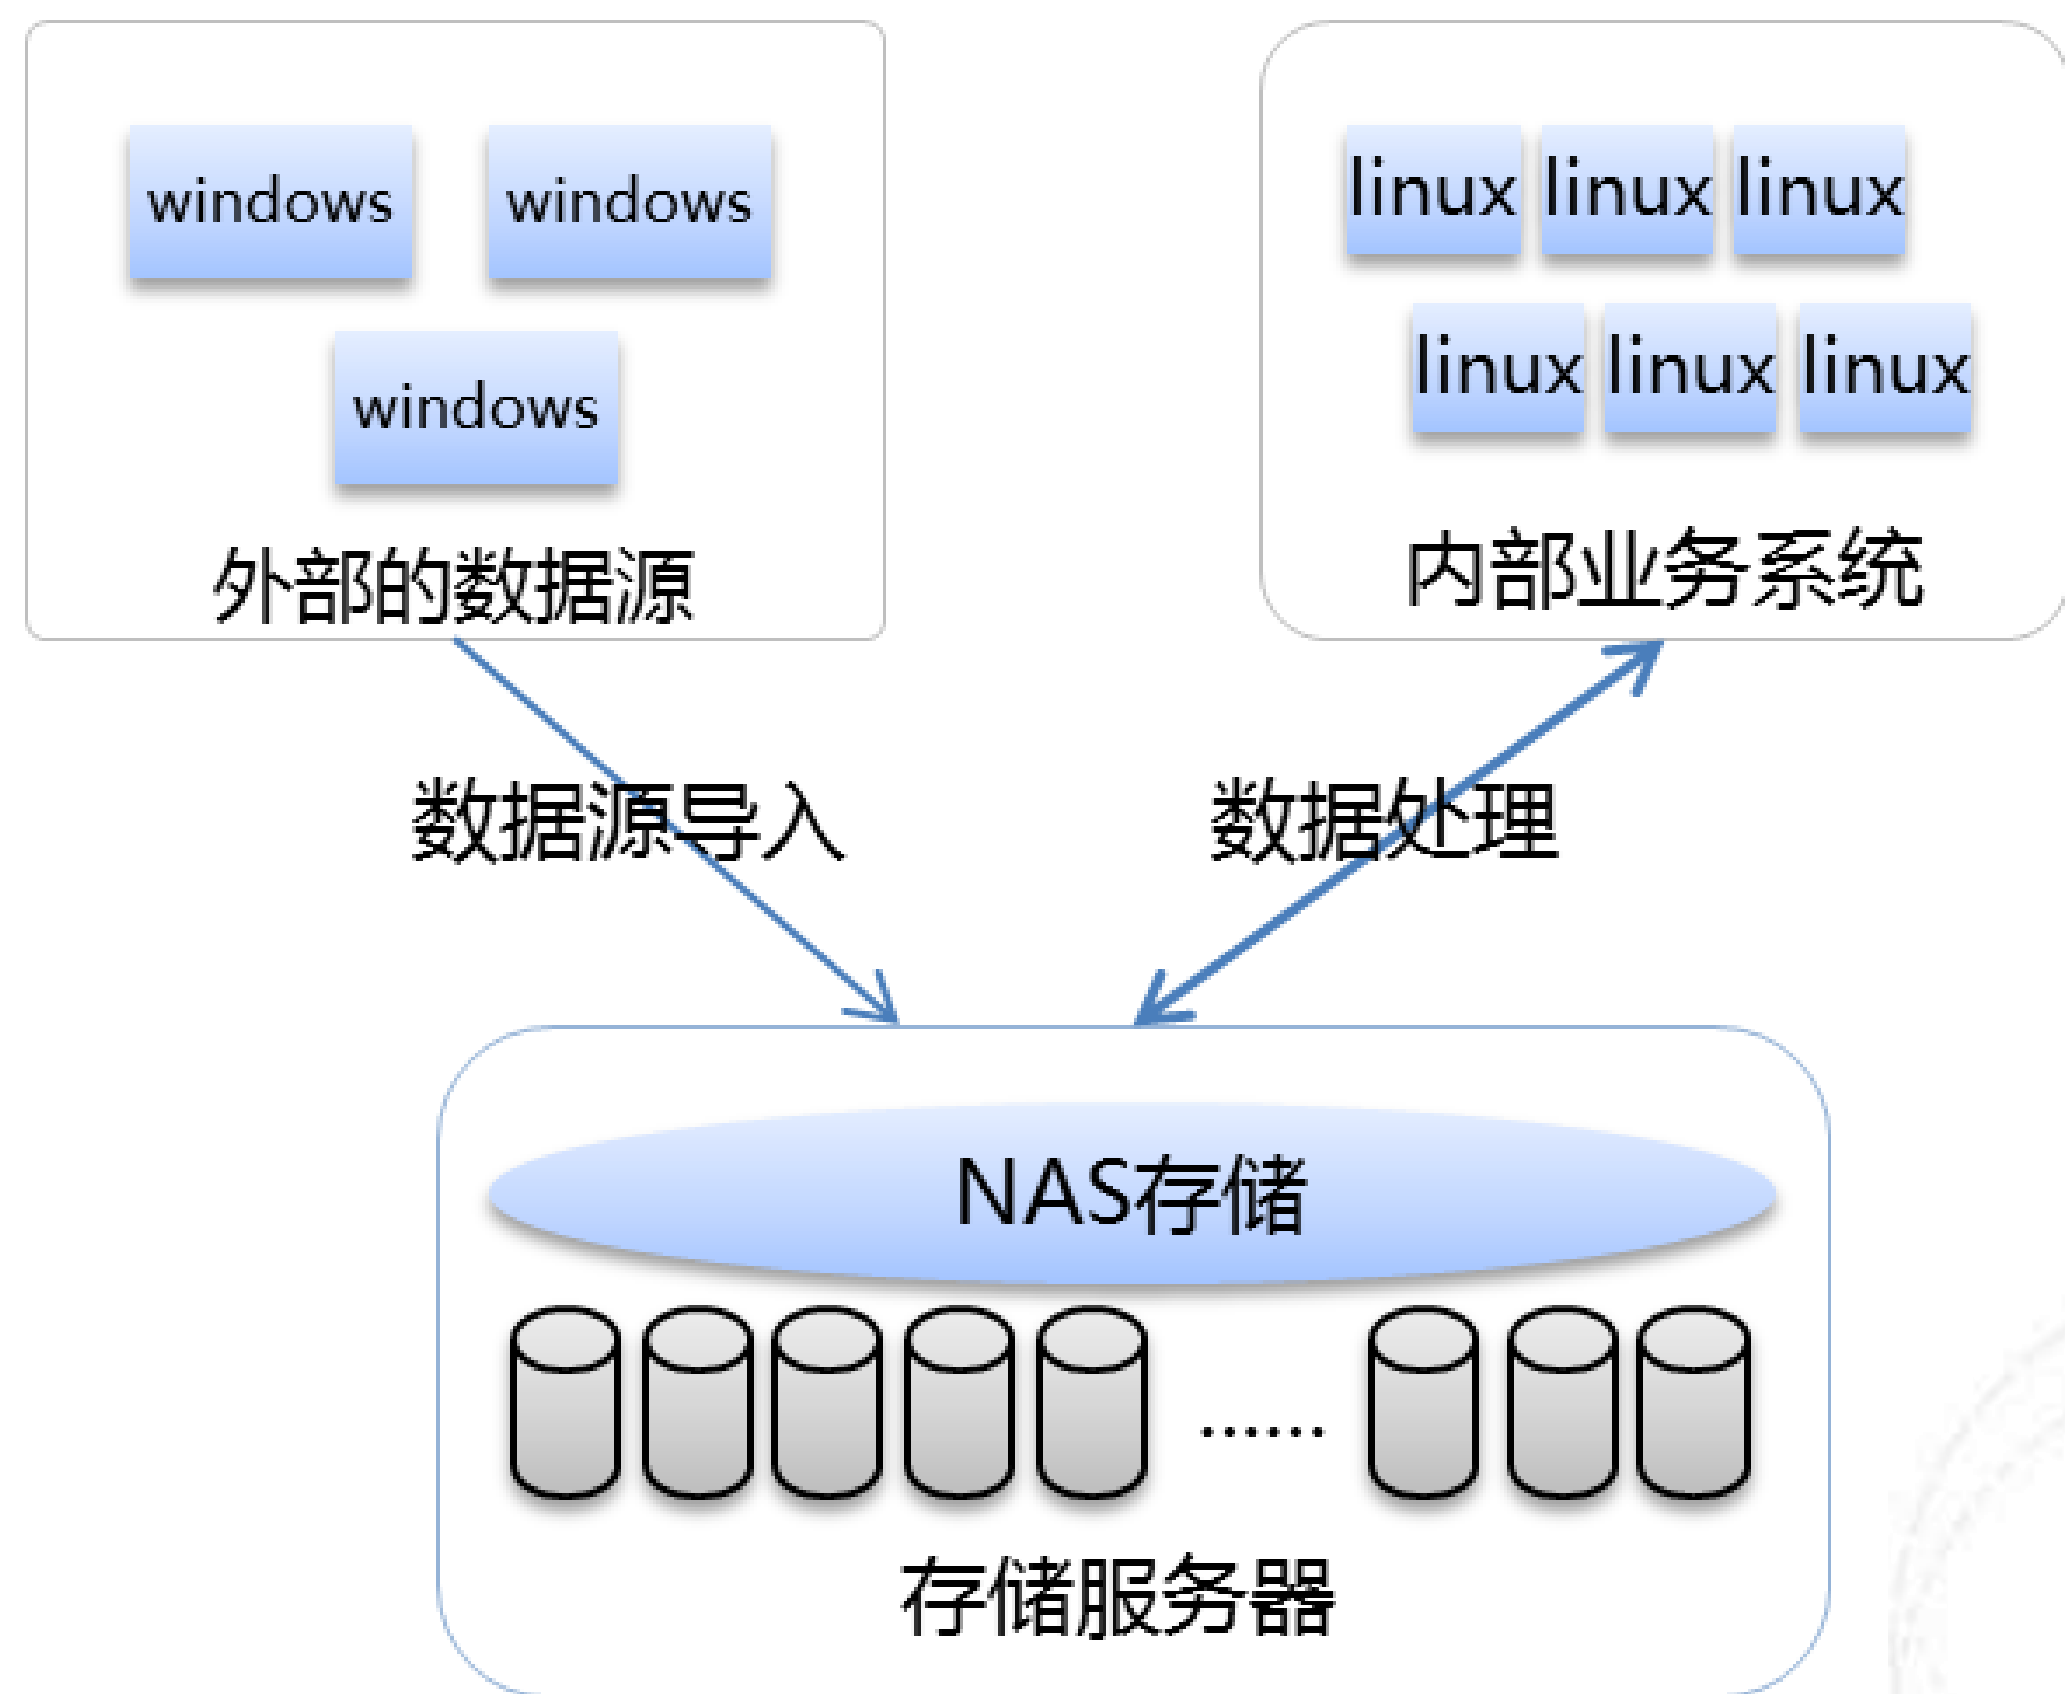 windows windows
windows
外部的数据源
linux linux linux
linux linux linux
内部业务系统
数据源导入
数据处理
NAS存储
......
存储服务器